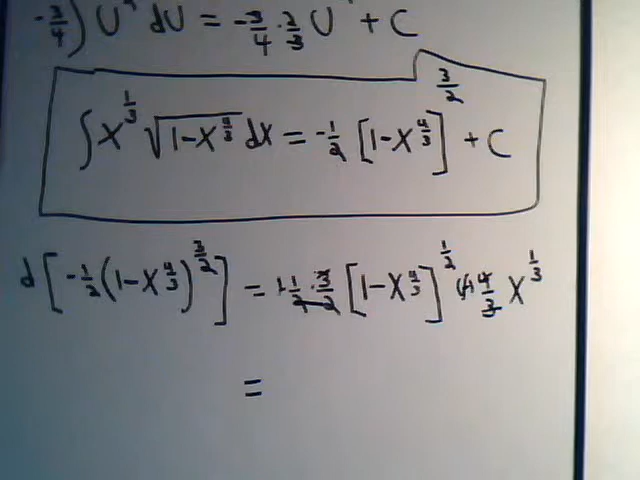 -3/4 ∫ U dU = -3/4 · 2/3 U + C
∫ x^{1/3} √(1-x^{4/3}) dx = -1/2 [1-x^{4/3}]^{3/2} + C
d[-1/2 (1-x^{4/3})^{3/2}] = +1/2 · 3/2 [1-x^{4/3}]^{1/2} (+) 4/3 x^{1/3}
=